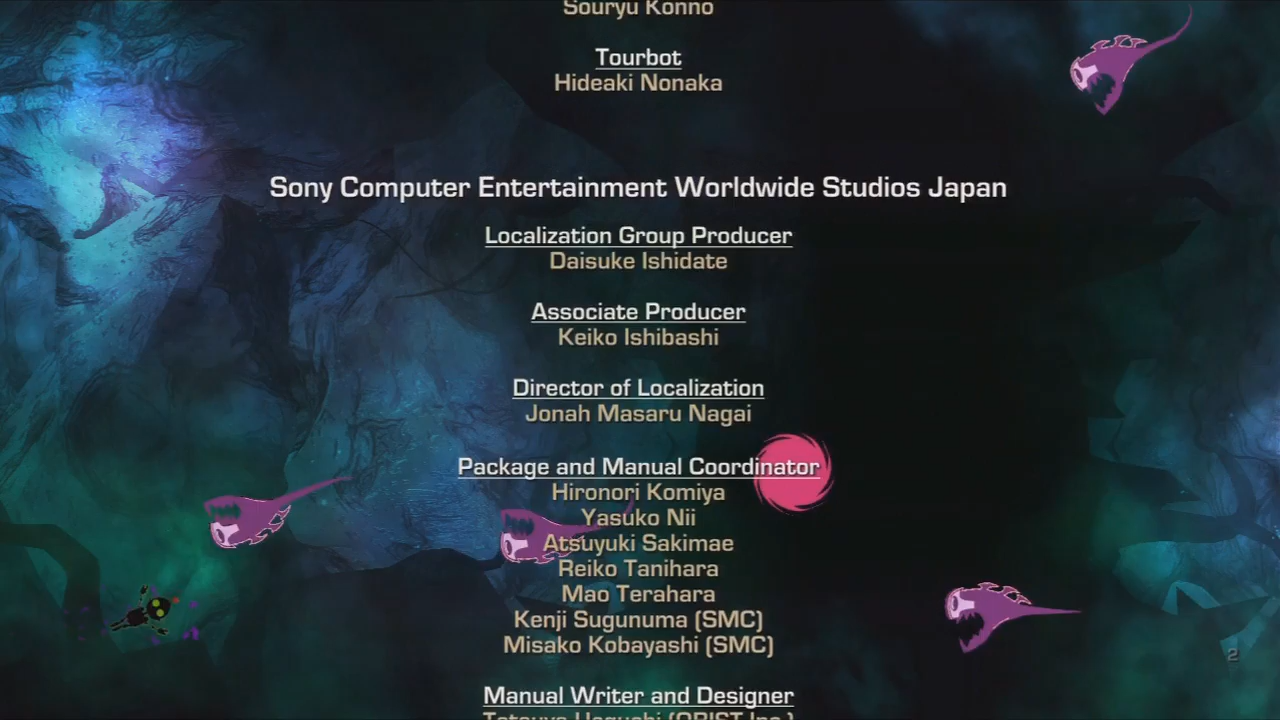 Souryu Konno
Tourbot
Hideaki Nonaka
Sony Computer Entertainment Worldwide Studios Japan
Localization Group Producer
Daisuke Ishidate
Associate Producer
Keiko Ishibashi
Director of Localization
Jonah Masaru Nagai
Package and Manual Coordinator
Hironori Komiya
Yasuko Nii
Atsuyuki Sakimae
Reiko Tanihara
Mao Terahara
Kenji Sugunuma (SMC)
Misako Kobayashi (SMC)
2
Manual Writer and Designer